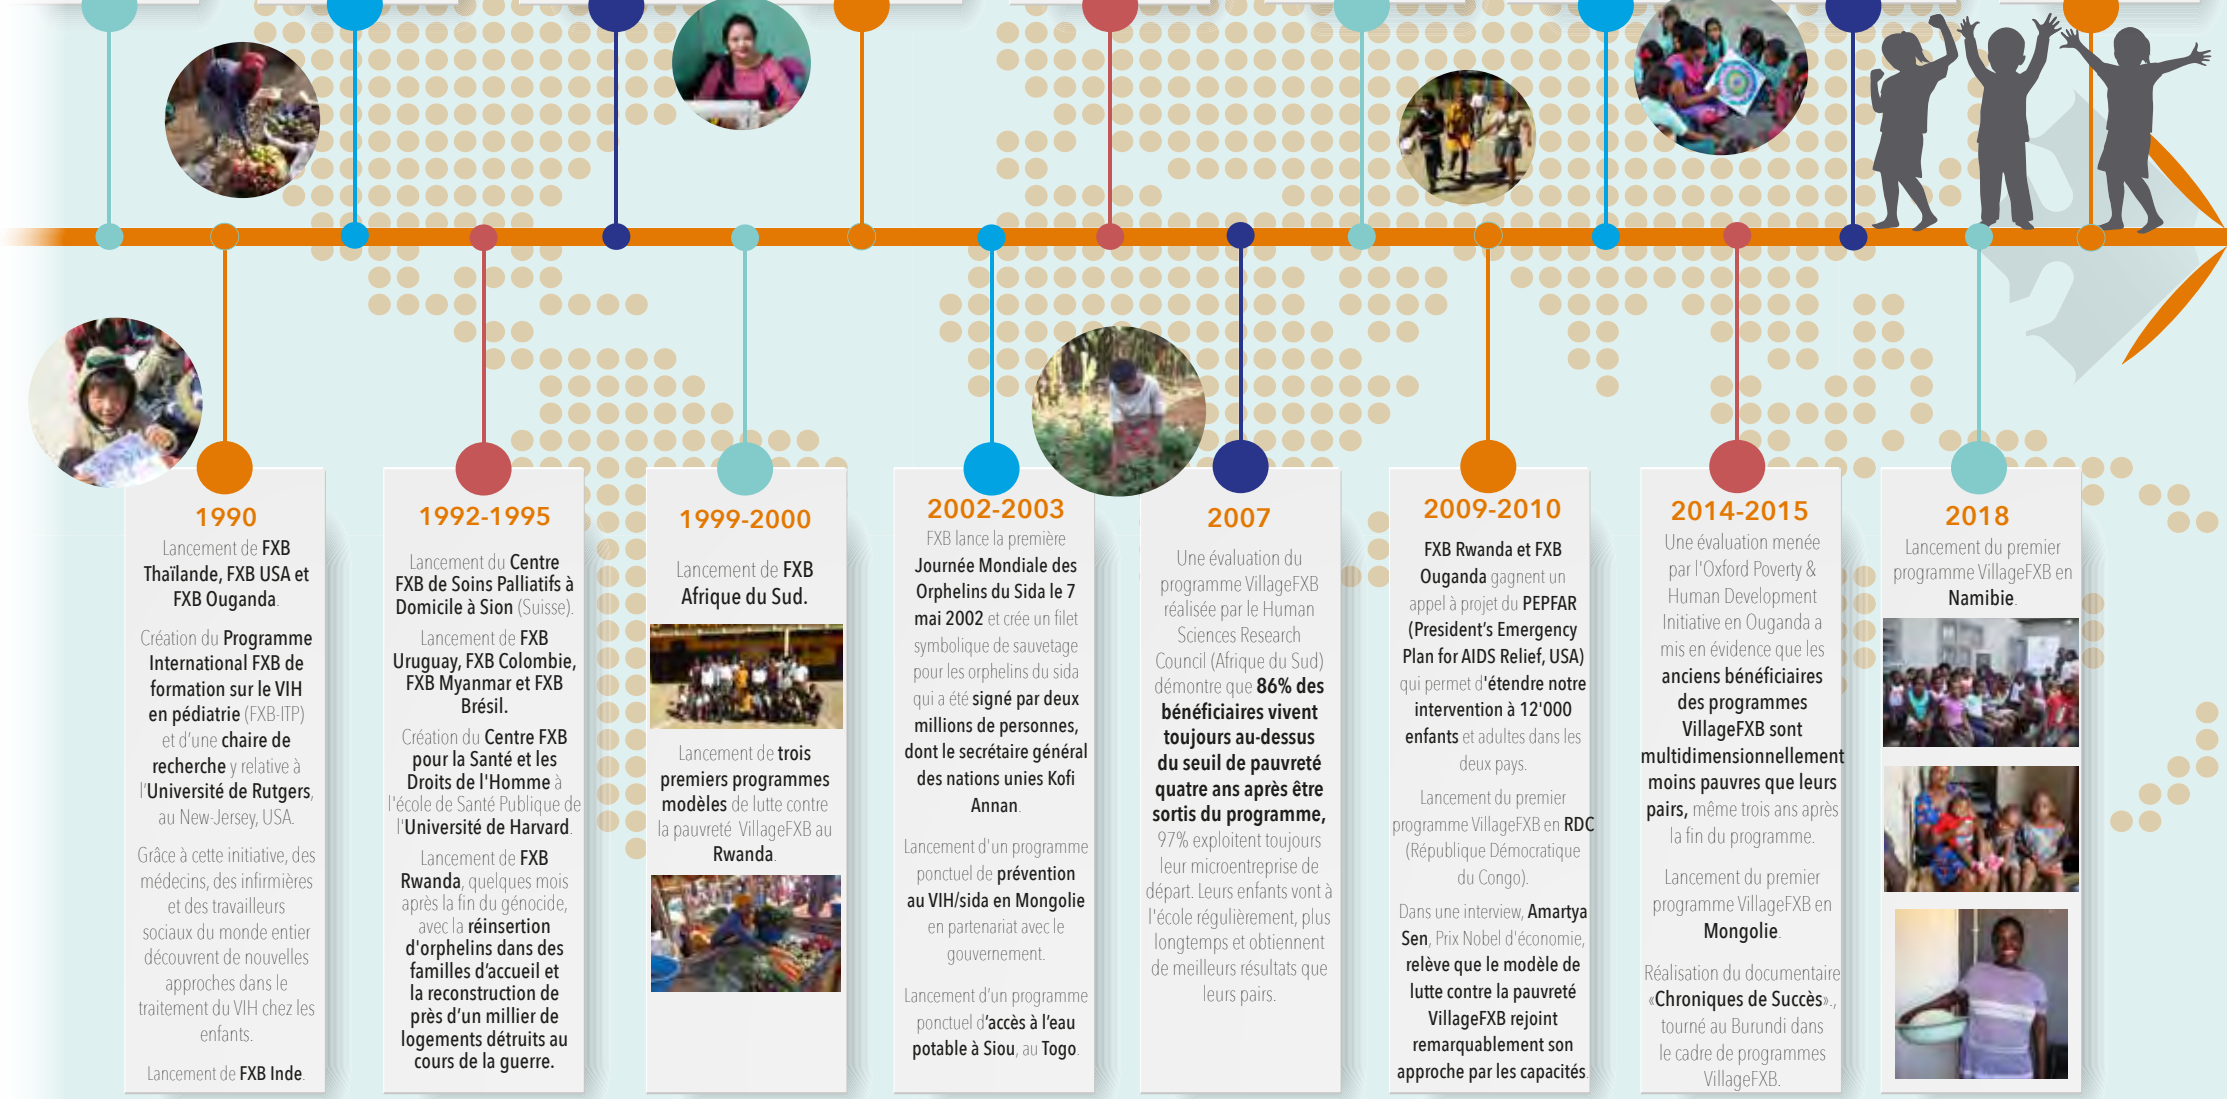 1990
Lancement de FXB
Thaïlande, FXB USA et
FXB Ouganda.
Création du Programme
International FXB de
formation sur le VIH
en pédiatrie (FXB-ITP)
et d'une chaire de
recherche y relative à
l'Université de Rutgers,
au New-Jersey, USA.
Grâce à cette initiative, des
médecins, des infirmières
et des travailleurs
sociaux du monde entier
découvrent de nouvelles
approches dans le
traitement du VIH chez les
enfants.
Lancement de FXB Inde.
1992-1995
Lancement du Centre
FXB de Soins Palliatifs à
Domicile à Sion (Suisse).
Lancement de FXB
Uruguay, FXB Colombie,
FXB Myanmar et FXB
Brésil.
Création du Centre FXB
pour la Santé et les
Droits de l'Homme à
l'école de Santé Publique de
l'Université de Harvard.
Lancement de FXB
Rwanda, quelques mois
après la fin du génocide,
avec la réinsertion
d'orphelins dans des
familles d'accueil et
la reconstruction de
près d'un millier de
logements détruits au
cours de la guerre.
1999-2000
Lancement de FXB
Afrique du Sud.
Lancement de trois
premiers programmes
modèles de lutte contre
la pauvreté VillageFXB au
Rwanda.
2002-2003
FXB lance la première
Journée Mondiale des
Orphelins du Sida le 7
mai 2002 et crée un filet
symbolique de sauvetage
pour les orphelins du sida
qui a été signé par deux
millions de personnes,
dont le secrétaire général
des nations unies Kofi
Annan.
Lancement d'un programme
ponctuel de prévention
au VIH/sida en Mongolie
en partenariat avec le
gouvernement.
Lancement d'un programme
ponctuel d'accès à l'eau
potable à Siou, au Togo.
2007
Une évaluation du
programme VillageFXB
réalisée par le Human
Sciences Research
Council (Afrique du Sud)
démontre que 86% des
bénéficiaires vivent
toujours au-dessus
du seuil de pauvreté
quatre ans après être
sortis du programme,
97% exploitent toujours
leur microentreprise de
départ. Leurs enfants vont à
l'école régulièrement, plus
longtemps et obtiennent
de meilleurs résultats que
leurs pairs.
2009-2010
FXB Rwanda et FXB
Ouganda gagnent un
appel à projet du PEPFAR
(President's Emergency
Plan for AIDS Relief, USA)
qui permet d'étendre notre
intervention à 12'000
enfants et adultes dans les
deux pays.
Lancement du premier
programme VillageFXB en RDC
(République Démocratique
du Congo).
Dans une interview, Amartya
Sen, Prix Nobel d'économie,
relève que le modèle de
lutte contre la pauvreté
VillageFXB rejoint
remarquablement son
approche par les capacités.
2014-2015
Une évaluation menée
par l'Oxford Poverty &
Human Development
Initiative en Ouganda a
mis en évidence que les
anciens bénéficiaires
des programmes
VillageFXB sont
multidimensionnellement
moins pauvres que leurs
pairs, même trois ans après
la fin du programme.
Lancement du premier
programme VillageFXB en
Mongolie.
Réalisation du documentaire
«Chroniques de Succès».,
tourné au Burundi dans
le cadre de programmes
VillageFXB.
2018
Lancement du premier
programme VillageFXB en
Namibie.